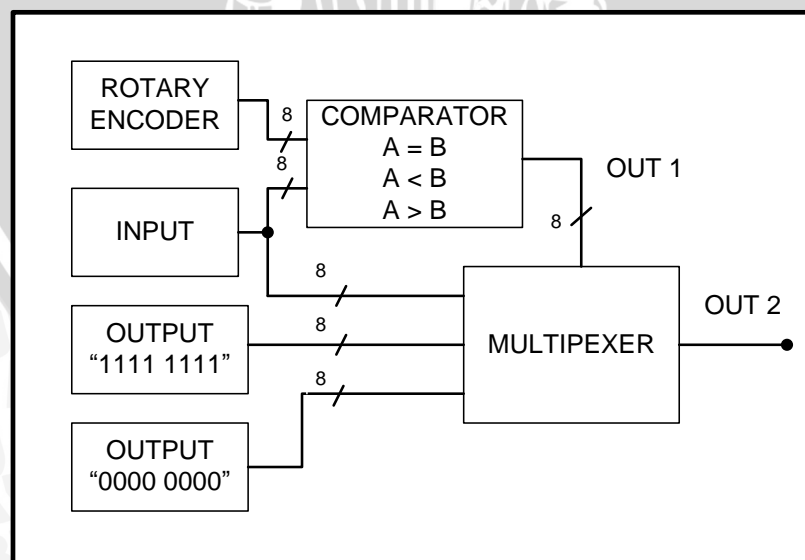 ROTARY
ENCODER
8
COMPARATOR
A = B
A < B
A > B
8
OUT 1
INPUT
8
8
OUTPUT
“1111 1111”
8
MULTIPEXER
OUT 2
8
OUTPUT
“0000 0000”